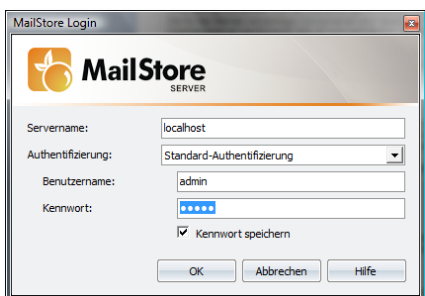 MailStore Login
MailStore
SERVER
Servername: localhost
Authentifizierung: Standard-Authentifizierung
Benutzername: admin
Kennwort: •••••
Kennwort speichern
OK Abbrechen Hilfe